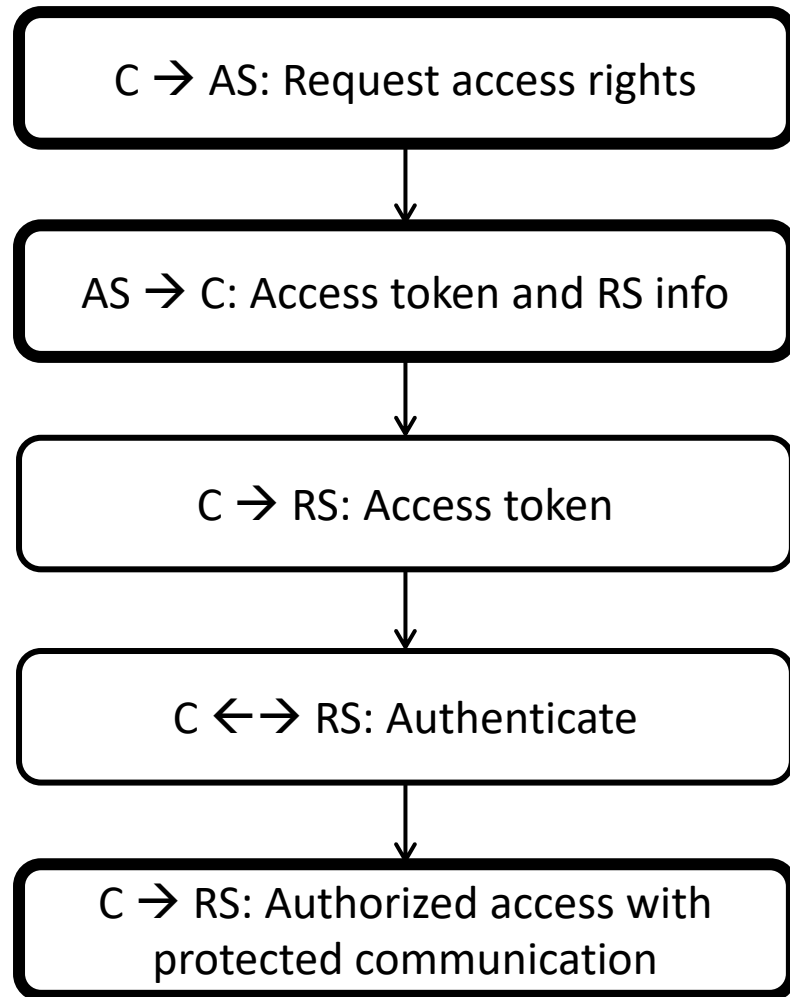 C → AS: Request access rights
AS → C: Access token and RS info
C → RS: Access token
C ←→ RS: Authenticate
C → RS: Authorized access with
protected communication